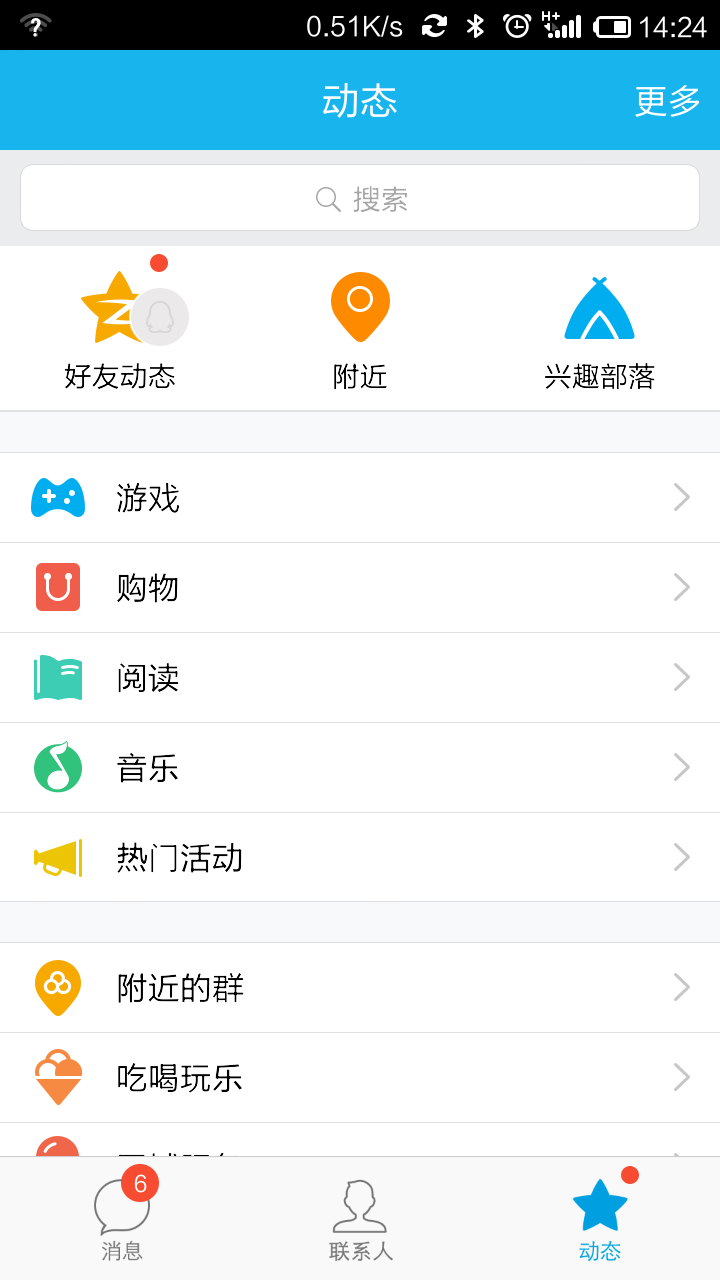 0.51K/s H+ 14:24
动态 更多
搜索
好友动态 附近 兴趣部落
游戏
购物
阅读
音乐
热门活动
附近的群
吃喝玩乐
6
消息 联系人 动态